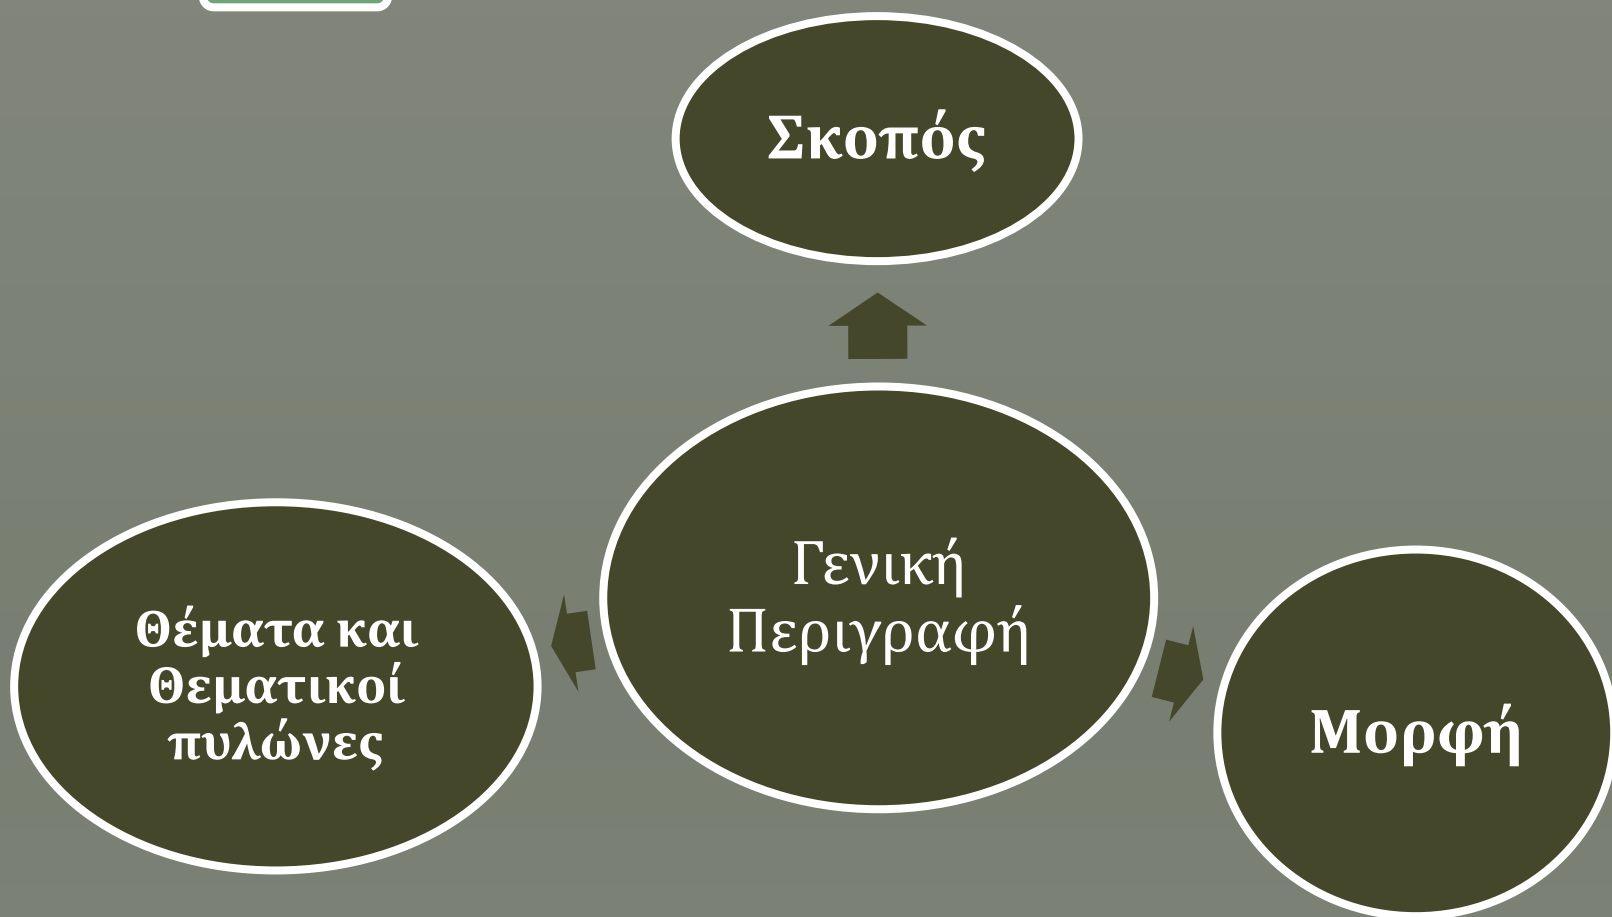 Σκοπός
Γενική
Περιγραφή
Θέματα και
Θεματικοί
πυλώνες
Μορφή